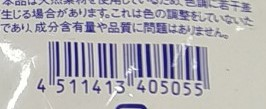 本品は天然素材を使用しているため、色調に若干差
生じる場合があります。これは色の調整をしていないた
であり、成分含有量や品質に問題はありません。
4 511413 405055